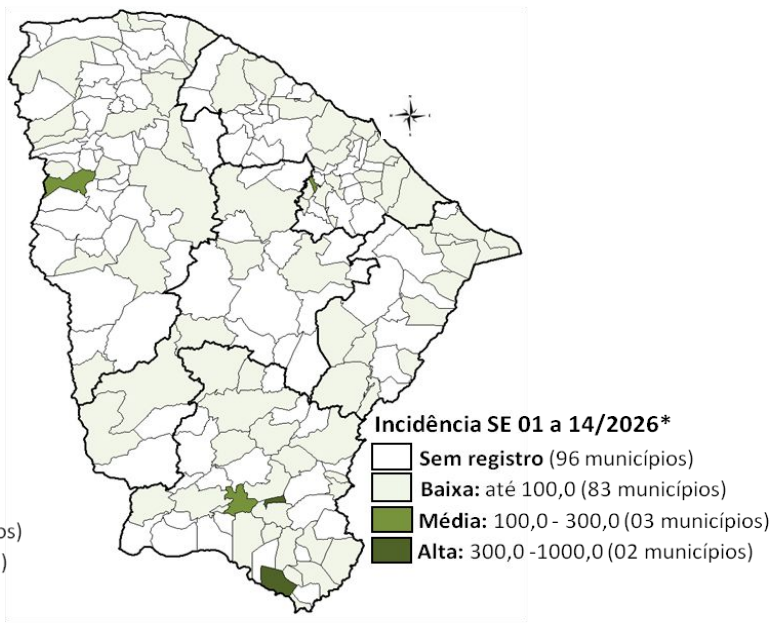 Incidência SE 01 a 14/2026*
Sem registro (96 municípios)
Baixa: até 100,0 (83 municípios)
Média: 100,0 - 300,0 (03 municípios)
Alta: 300,0 -1000,0 (02 municípios)
os)
)